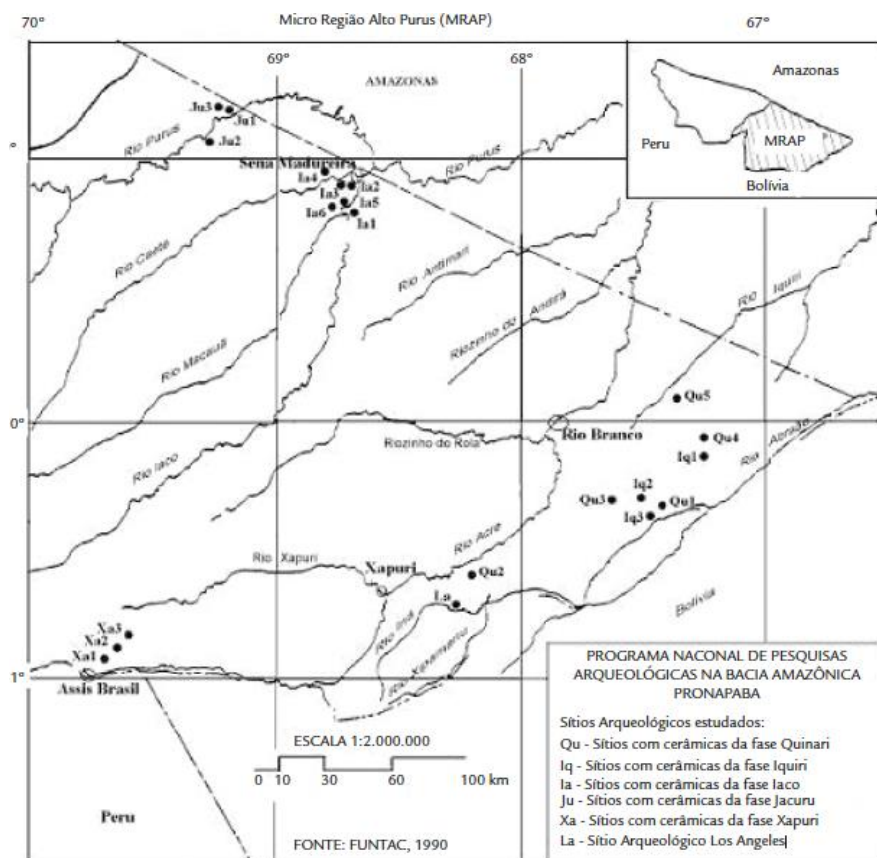 Micro Região Alto Purus (MRAP)
70°
67°
69°
68°
AMAZONAS
Amazonas
Peru
MRAP
Bolívia
Ju3
Ju1
Rio Purus
Ju2
°
Sena Madureira
Rio Purus
Ia4
Ia3
Ia2
Ia5
Ia6
Ia1
Rio Caeté
Rio Antimari
Riozinho do Andirá
Rio Iquiri
Rio Macauã
Qu5
0°
Rio Branco
Riozinho do Rola
Qu4
Rio Abunão
Iq1
Rio Iaco
Iq2
Qu3
Qu1
Iq3
Rio Acre
Rio Xapuri
Xapuri
Qu2
La
Bolívia
Rio Iná
Rio Xipamanu
Xa3
Xa2
Xa1
Assis Brasil
1°
PROGRAMA NACONAL DE PESQUISAS
ARQUEOLÓGICAS NA BACIA AMAZÔNICA
PRONAPABA
Sítios Arqueológicos estudados:
Qu - Sítios com cerâmicas da fase Quinari
Iq - Sítios com cerâmicas da fase Iquiri
Ia - Sítios com cerâmicas da fase Iaco
Ju - Sítios com cerâmicas da fase Jacuru
Xa - Sítios com cerâmicas da fase Xapuri
La - Sítio Arqueológico Los Angeles
ESCALA 1:2.000.000
0 10 30 60 100 km
Peru
FONTE: FUNTAC, 1990